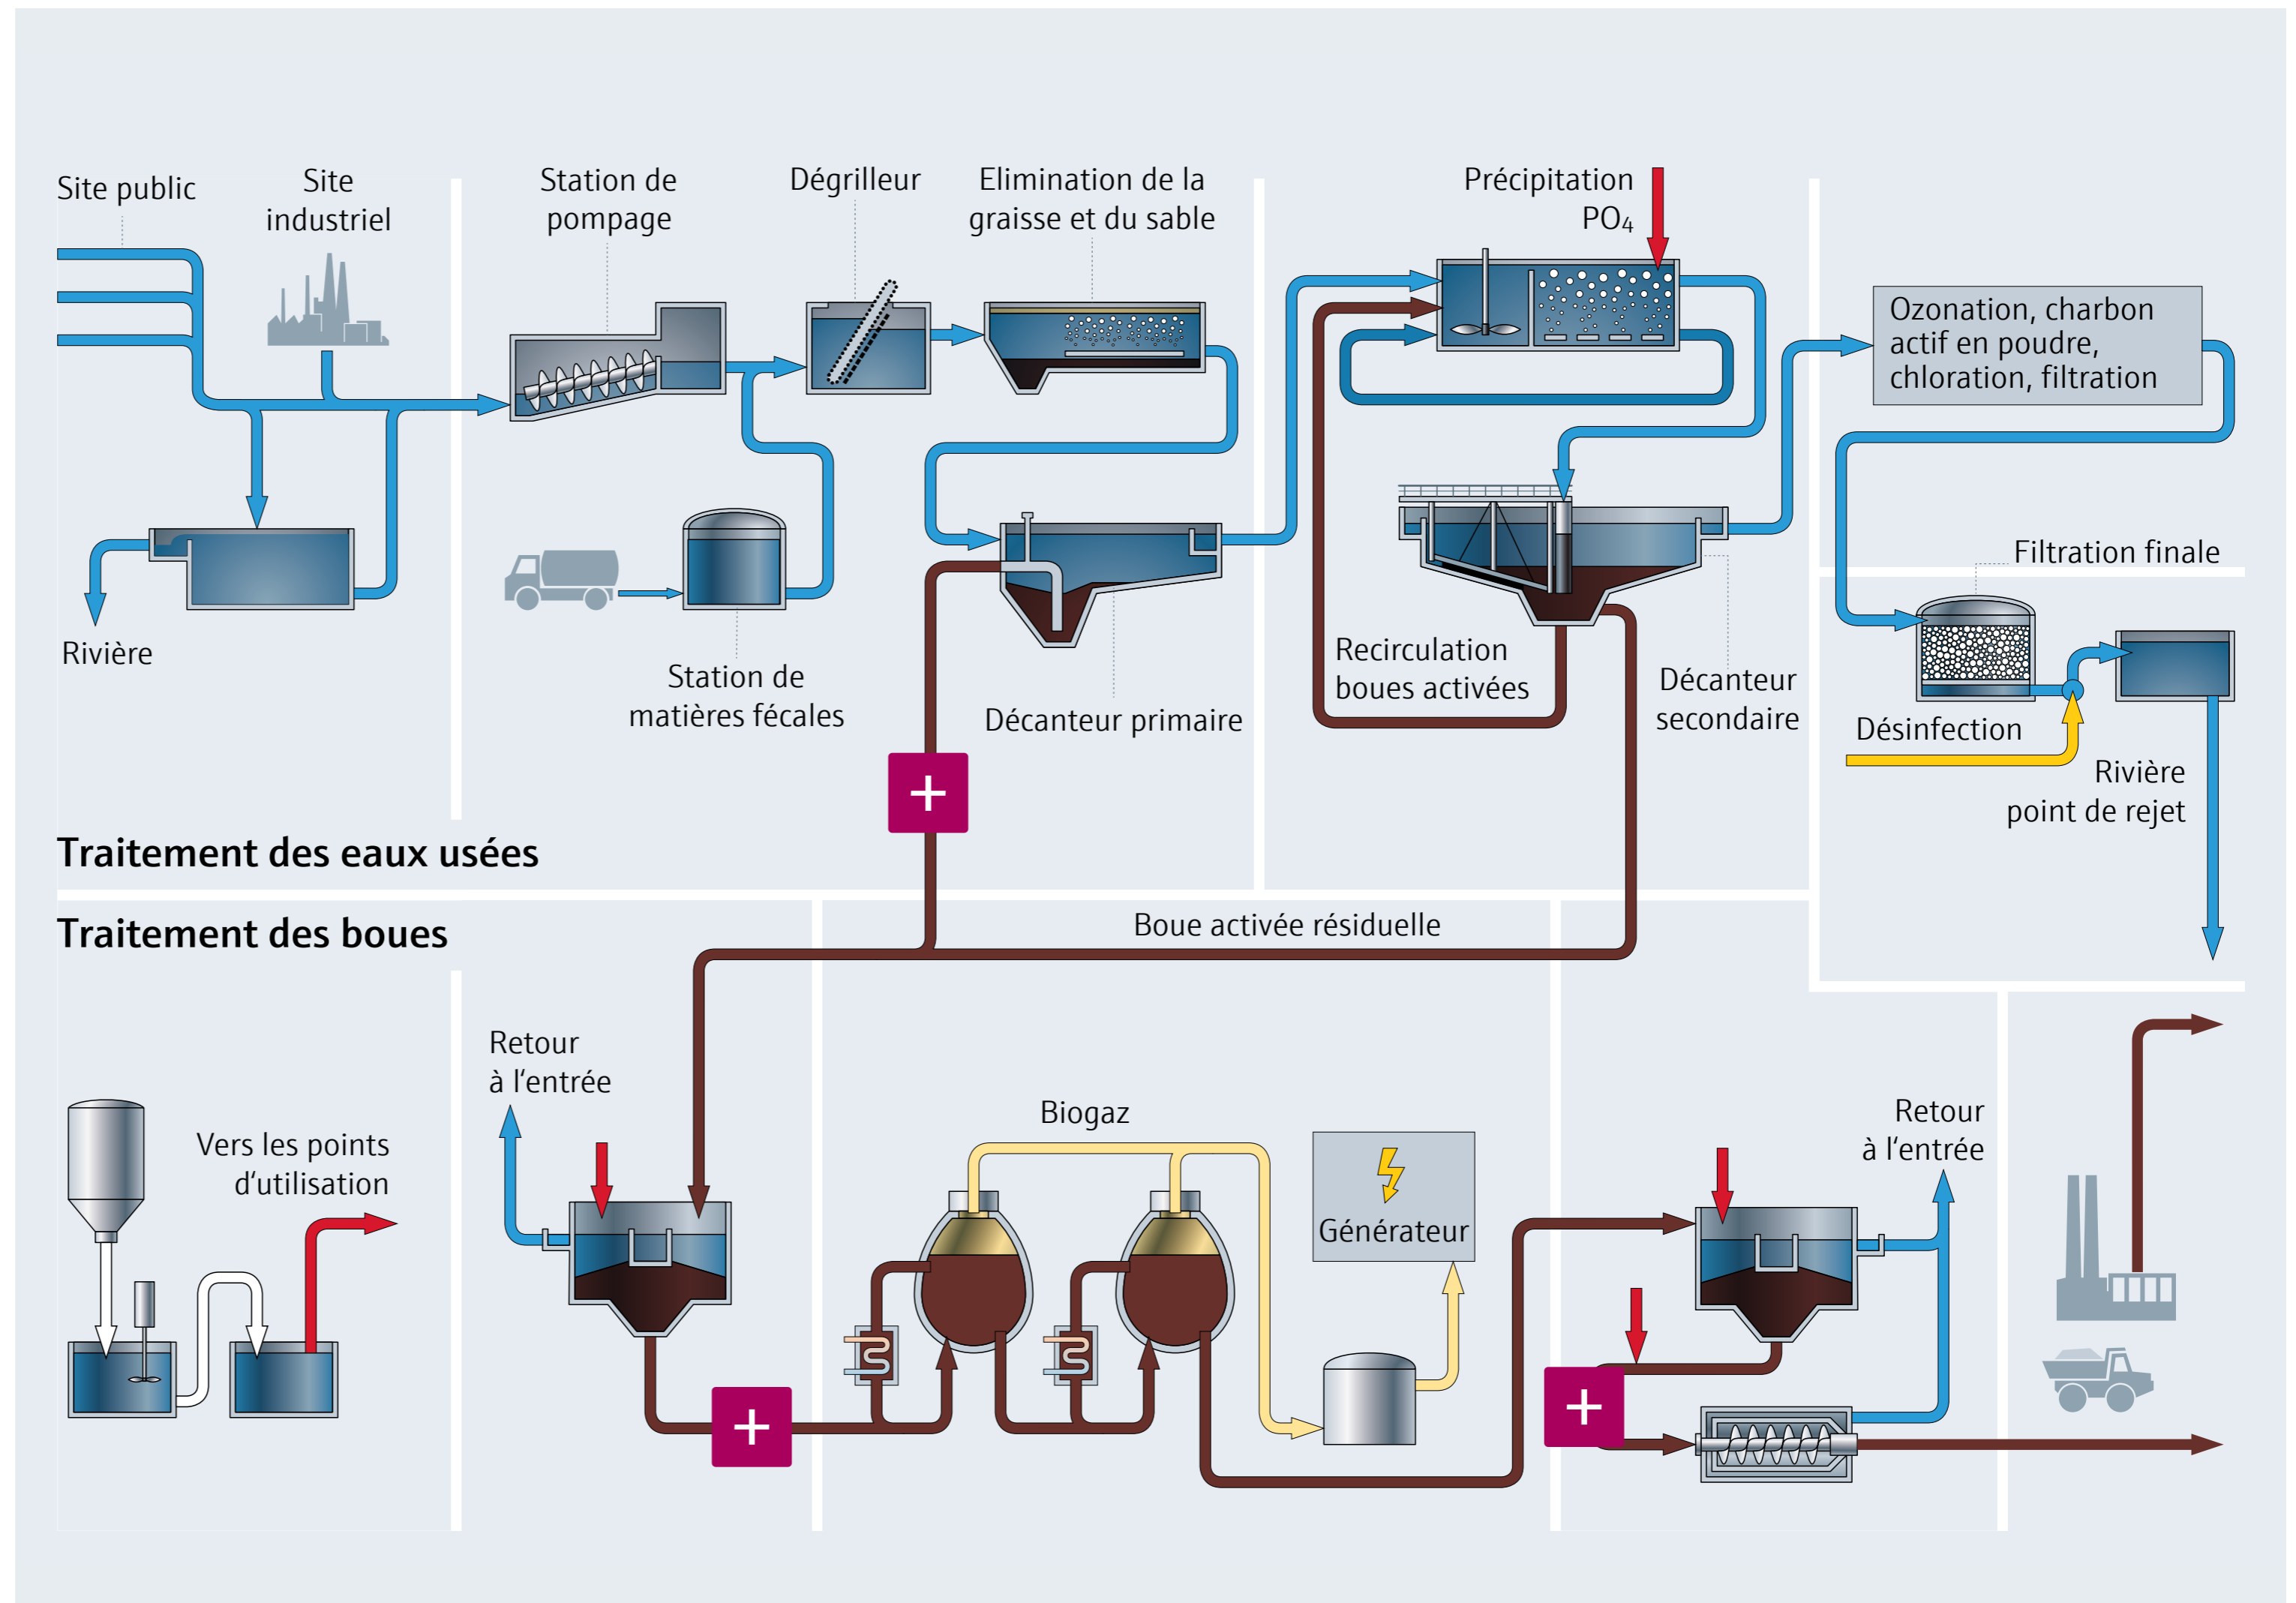 Site public
Site
industriel
Station de
pompage
Dégrilleur
Elimination de la
graisse et du sable
Précipitation
PO₄
Ozonation, charbon
actif en poudre,
chloration, filtration
Rivière
Station de
matières fécales
Décanteur primaire
Recirculation
boues activées
Décanteur
secondaire
Filtration finale
Désinfection
Rivière
point de rejet
+
Traitement des eaux usées
Traitement des boues
Boue activée résiduelle
Vers les points
d‘utilisation
Retour
à l‘entrée
Biogaz
Générateur
Retour
à l‘entrée
+
+